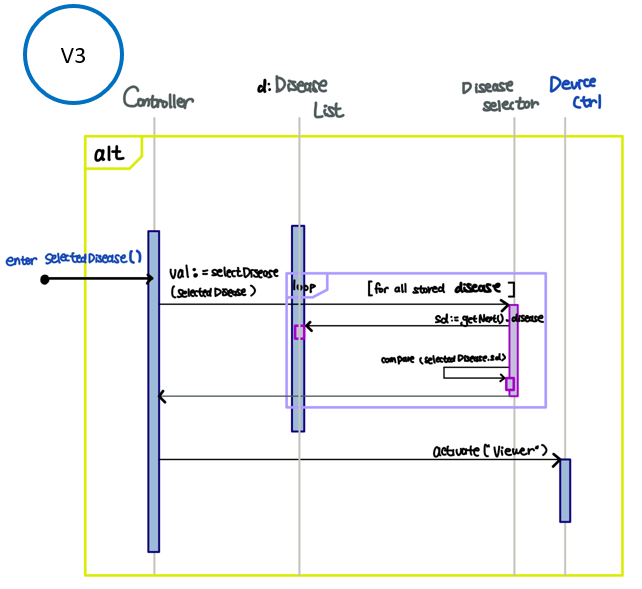 V3
Controller
d: Disease
List
Disease
selector
Device
Ctrl
alt
enter selectedDisease()
val := selectDisease
(selectedDisease)
loop
[for all stored disease]
sd:=getNext().disease
compare (selectedDisease.sd)
activate("Viewer")